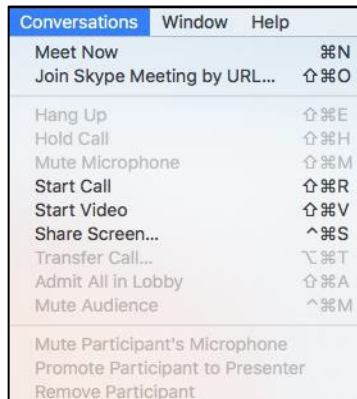 Conversations Window Help
Meet Now ⌘N
Join Skype Meeting by URL... ⇧⌘O
Hang Up ⇧⌘E
Hold Call ⇧⌘H
Mute Microphone ⇧⌘M
Start Call ⇧⌘R
Start Video ⇧⌘V
Share Screen... ^⌘S
Transfer Call... ⌥⌘T
Admit All in Lobby ⇧⌘A
Mute Audience ^⌘M
Mute Participant's Microphone
Promote Participant to Presenter
Remove Participant